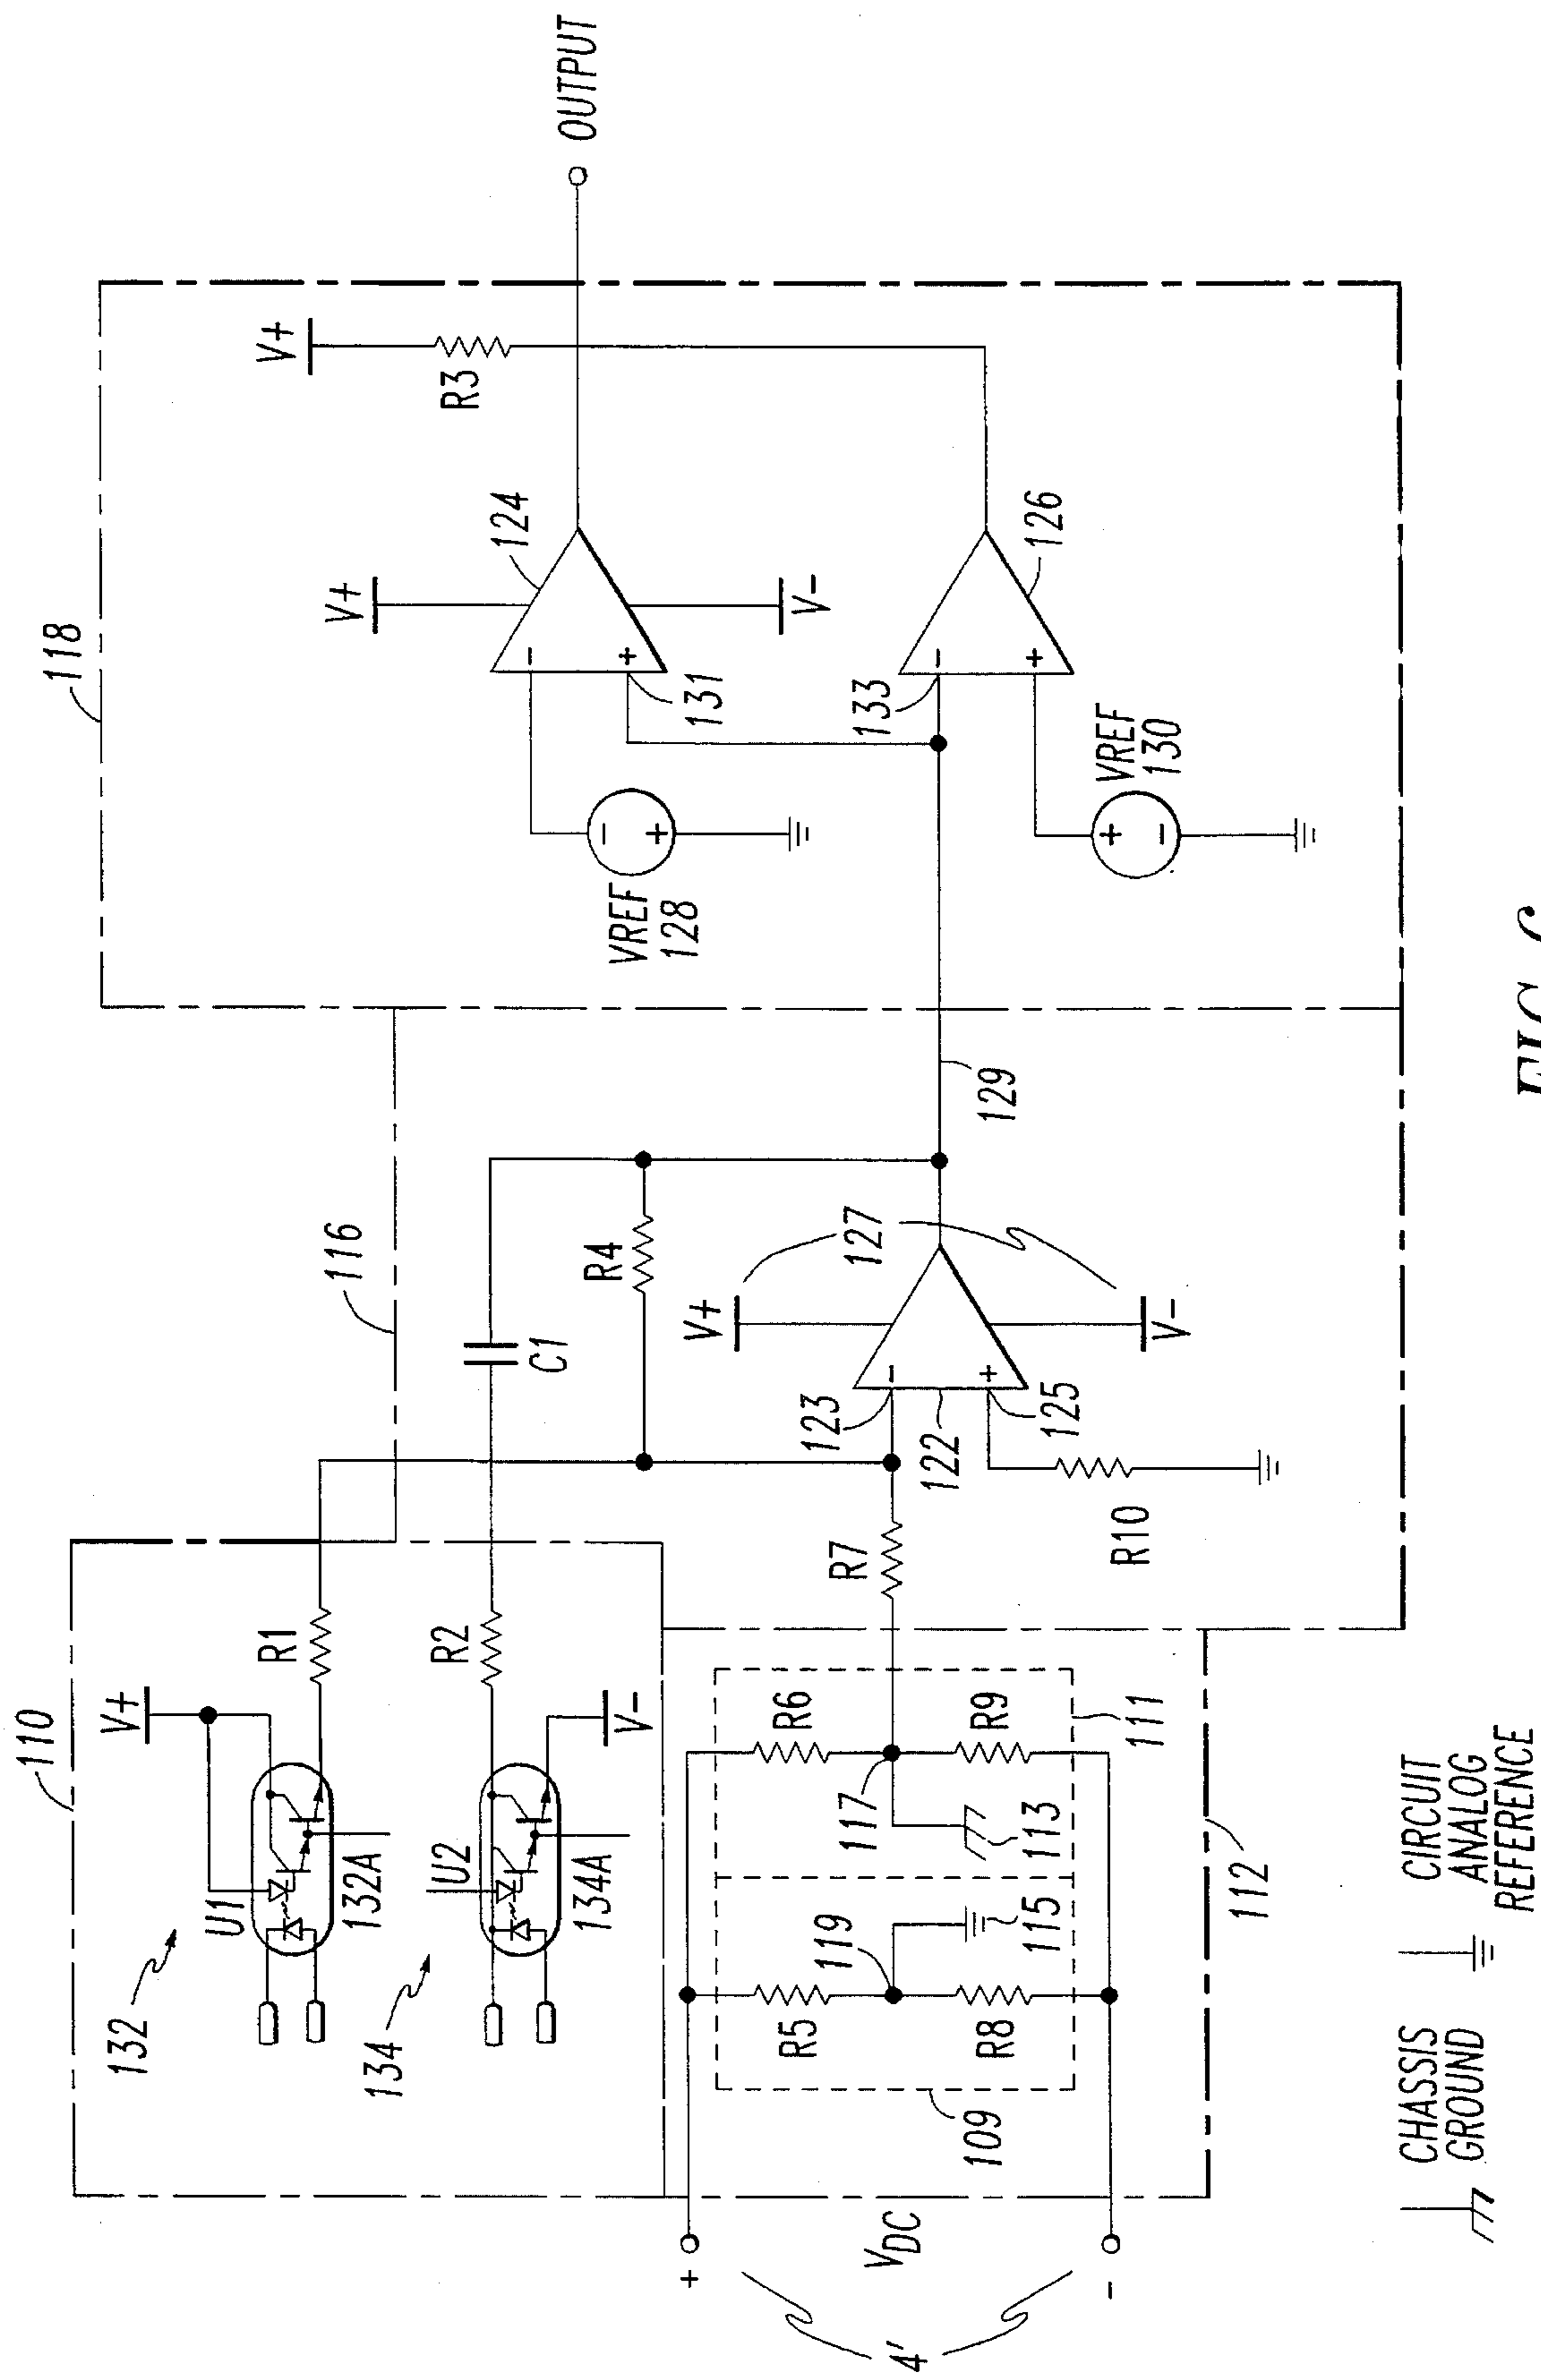 110
132
U1
132A
V+
R1
134
U2
134A
R2
V-
116
C1
R4
118
V+
R3
V+
124
V-
-
+
131
OUTPUT
VREF
128
-
+
133
-
+
126
VREF
130
+
-
129
V+
127
V-
123
122
-
+
125
R7
R10
4'
+
VDC
-
109
R5
R8
119
115
117
113
R6
R9
111
112
CHASSIS
GROUND
CIRCUIT
ANALOG
REFERENCE